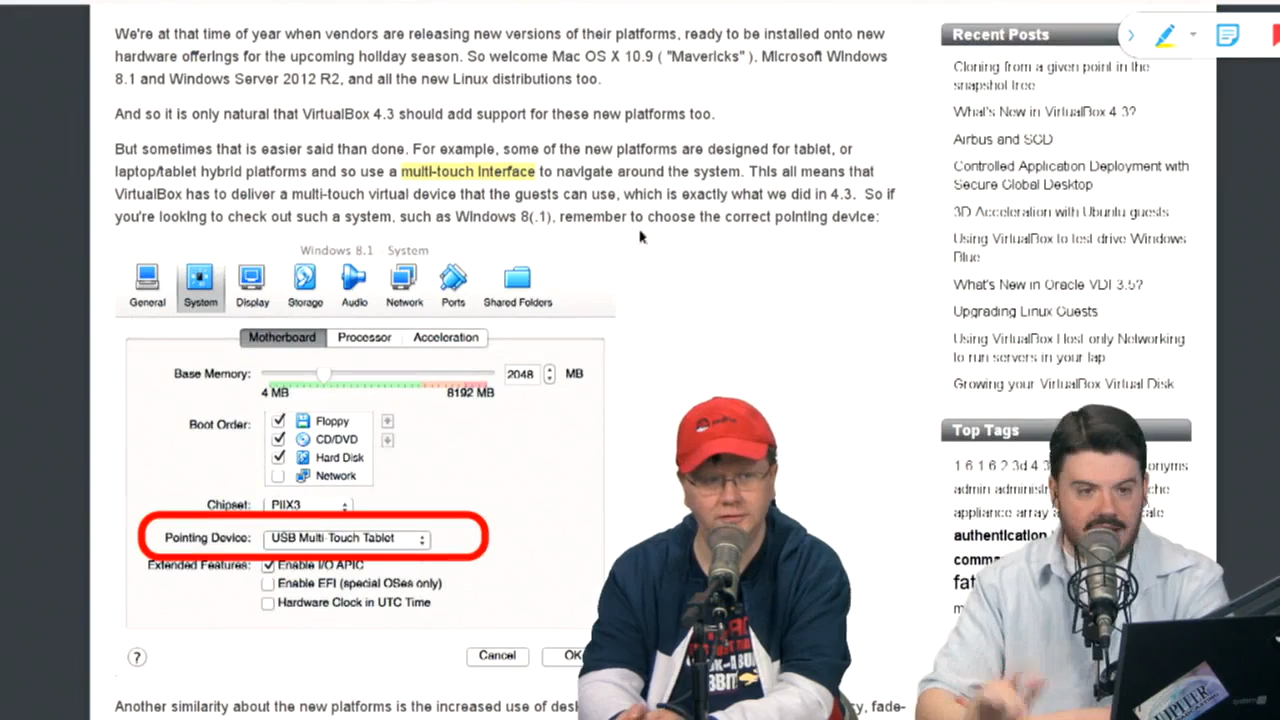 We're at that time of year when vendors are releasing new versions of their platforms, ready to be installed onto new
hardware offerings for the upcoming holiday season. So welcome Mac OS X 10.9 ( "Mavericks" ), Microsoft Windows
8.1 and Windows Server 2012 R2, and all the new Linux distributions too.
And so it is only natural that VirtualBox 4.3 should add support for these new platforms too.
But sometimes that is easier said than done. For example, some of the new platforms are designed for tablet, or
laptop/tablet hybrid platforms and so use a multi-touch interface to navigate around the system. This all means that
VirtualBox has to deliver a multi-touch virtual device that the guests can use, which is exactly what we did in 4.3. So if
you're looking to check out such a system, such as Windows 8(.1), remember to choose the correct pointing device:
Windows 8.1 System
General System Display Storage Audio Network Ports Shared Folders
Motherboard Processor Acceleration
Base Memory: 2048 MB
4 MB 8192 MB
Boot Order: Floppy
CD/DVD
Hard Disk
Network
Chipset: PIIX3
Pointing Device: USB Multi-Touch Tablet
Extended Features: Enable I/O APIC
Enable EFI (special OSes only)
Hardware Clock in UTC Time
? Cancel OK
Another similarity about the new platforms is the increased use of desk
cy, fade-
Recent Posts
Cloning from a given point in the
snapshot tree
What's New in VirtualBox 4.3?
Airbus and SGD
Controlled Application Deployment with
Secure Global Desktop
3D Acceleration with Ubuntu guests
Using VirtualBox to test drive Windows
Blue
What's New in Oracle VDI 3.5?
Upgrading Linux Guests
Using VirtualBox Host only Networking
to run servers in your lap
Growing your VirtualBox Virtual Disk
Top Tags
1 6 1 6 2 3d 4 3
admin
appliance array
authentication
JUPITER